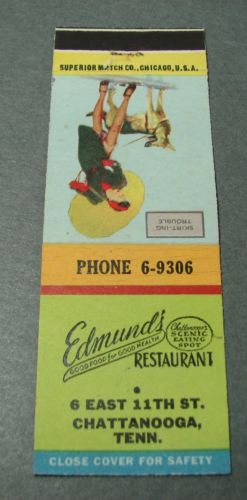 SUPERIOR MATCH CO., CHICAGO, U.S.A.
SKIRT-ING
TROUBLE
PHONE 6-9306
Edmund's
GOOD FOOD for GOOD HEALTH
Chattanooga's
SCENIC
EATING
SPOT
RESTAURANT
6 EAST 11TH ST.
CHATTANOOGA,
TENN.
CLOSE COVER FOR SAFETY